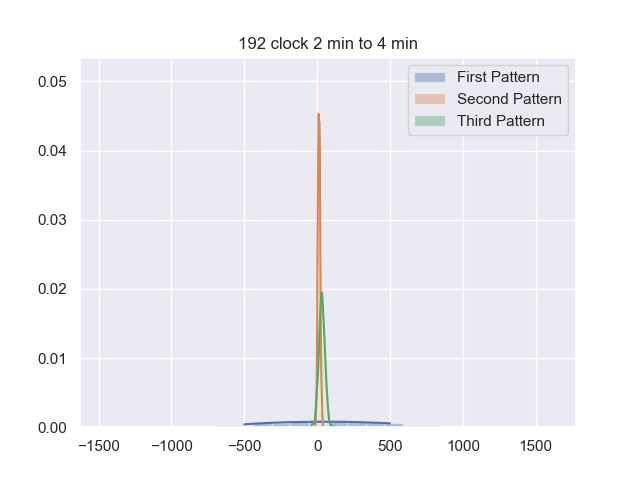 192 clock 2 min to 4 min
First Pattern
Second Pattern
Third Pattern
0.05
0.04
0.03
0.02
0.01
0.00
−1500 −1000 −500 0 500 1000 1500